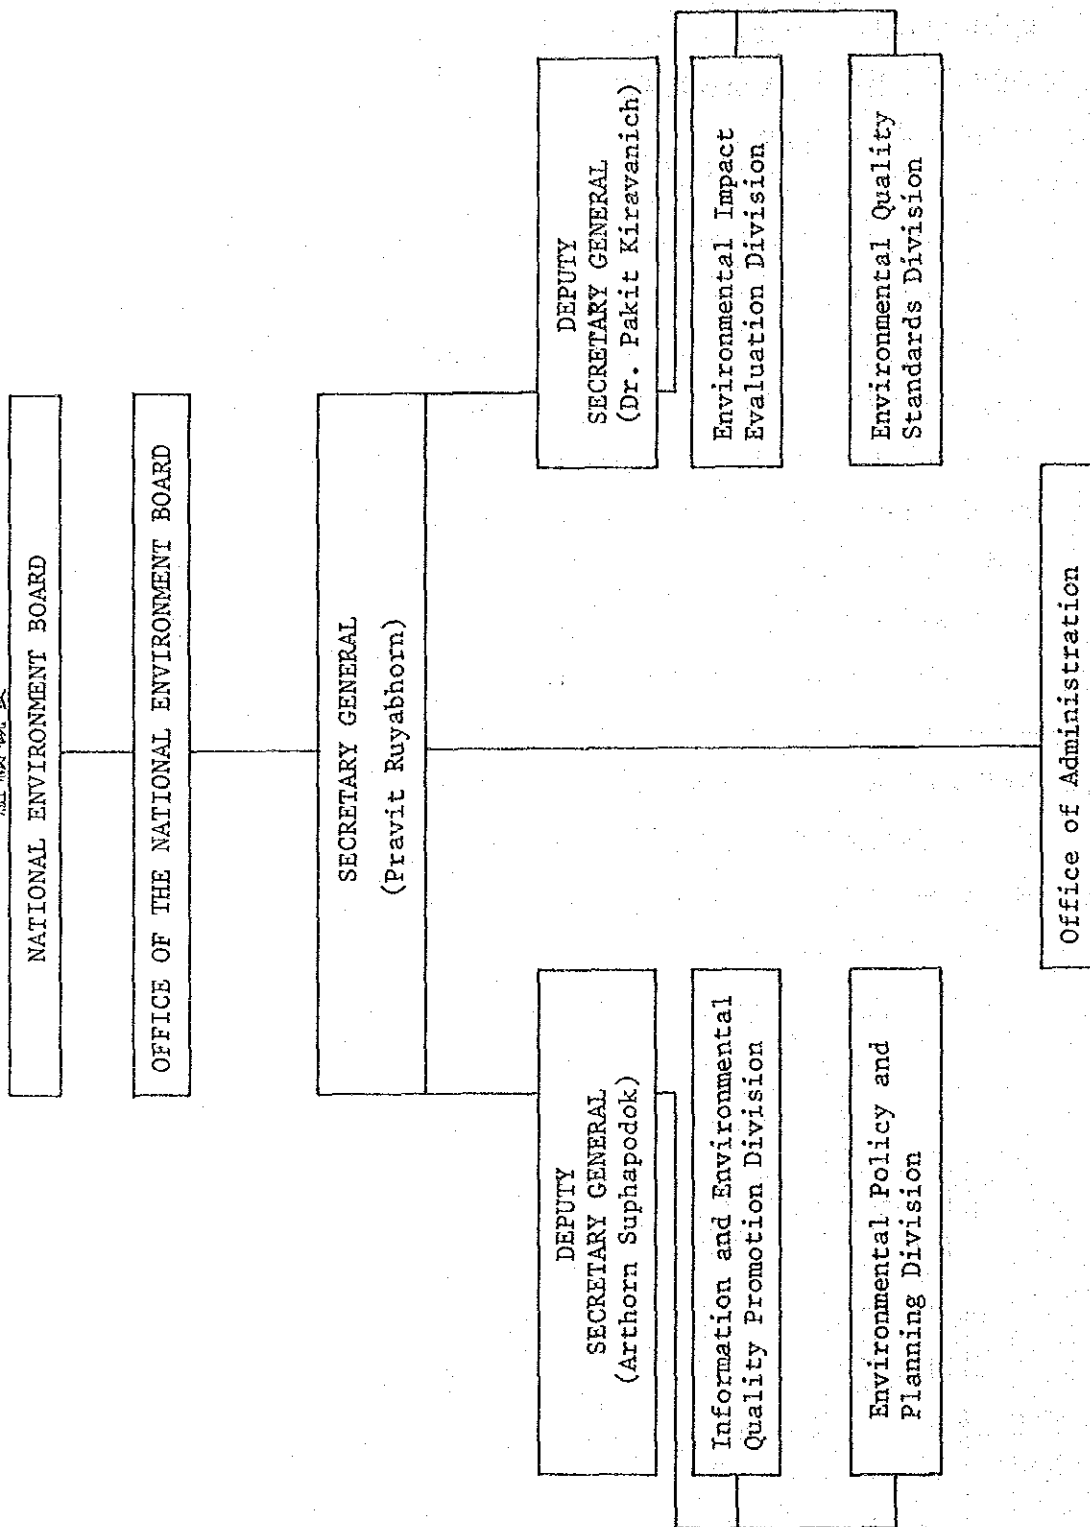 NATIONAL ENVIRONMENT BOARD
OFFICE OF THE NATIONAL ENVIRONMENT BOARD
SECRETARY GENERAL
(Pravit Ruyabhorn)
DEPUTY
SECRETARY GENERAL
(Arthorn Suphapodok)
DEPUTY
SECRETARY GENERAL
(Dr. Pakit Kiravanich)
Information and Environmental
Quality Promotion Division
Environmental Impact
Evaluation Division
Environmental Policy and
Planning Division
Environmental Quality
Standards Division
Office of Administration